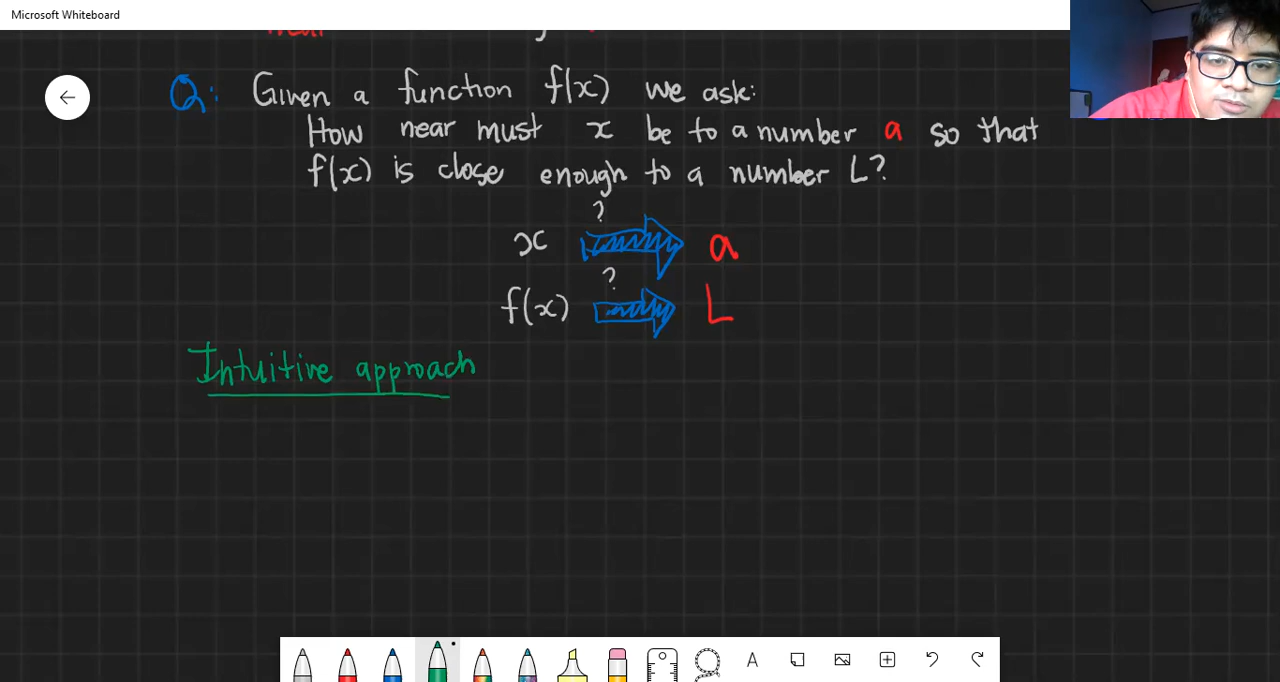 Microsoft Whiteboard
near
Q: Given a function f(x) we ask:
How near must x be to a number a so that
f(x) is close enough to a number L?
?
x a
?
f(x) L
Intuitive approach
A